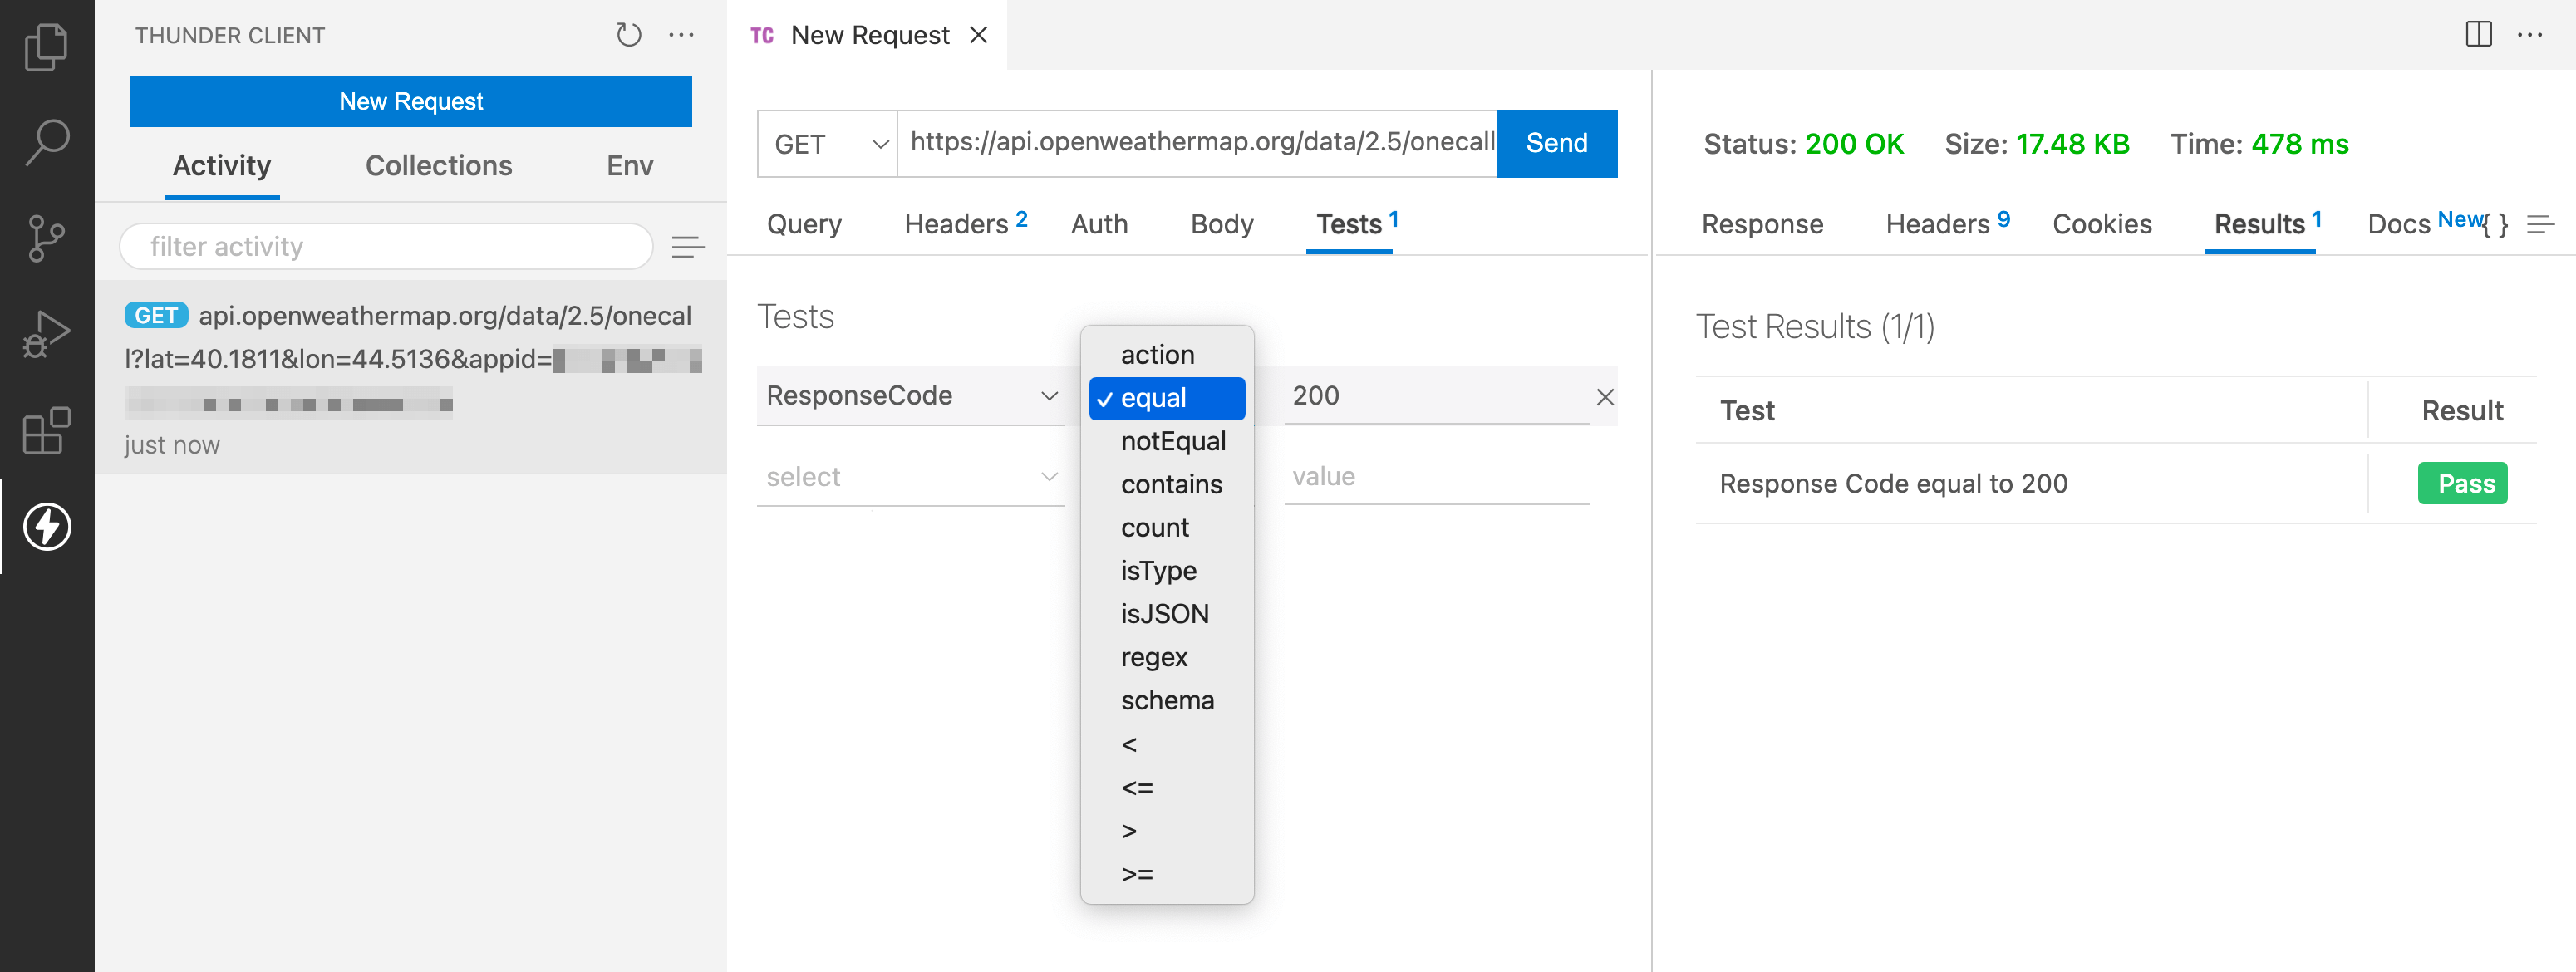 THUNDER CLIENT
New Request
Activity Collections Env
filter activity
GET api.openweathermap.org/data/2.5/onecal
l?lat=40.1811&lon=44.5136&appid=
just now
TC New Request
GET https://api.openweathermap.org/data/2.5/onecall Send
Query Headers 2 Auth Body Tests 1
Tests
ResponseCode 200
select value
action
equal
notEqual
contains
count
isType
isJSON
regex
schema
<
<=
>
>=
Status: 200 OK Size: 17.48 KB Time: 478 ms
Response Headers 9 Cookies Results 1 Docs New { }
Test Results (1/1)
Test Result
Response Code equal to 200 Pass